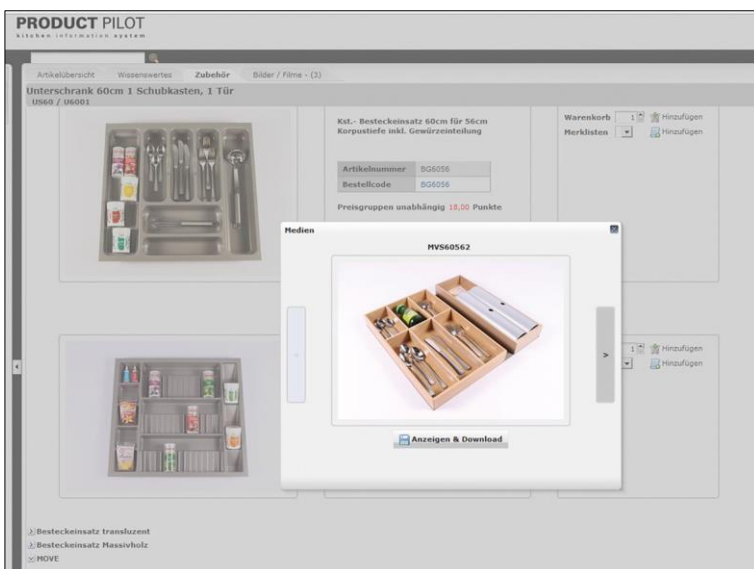 PRODUCT PILOT
kitchen information system
Artikelübersicht Wissenswertes Zubehör Bilder / Filme - (3)
Unterschrank 60cm 1 Schubkasten, 1 Tür
US60 / U6001
Kst.- Besteckeinsatz 60cm für 56cm
Korpustiefe inkl. Gewürzeinteilung
Artikelnummer BG6056
Bestellcode BG6056
Preisgruppen unabhängig 18,00 Punkte
Warenkorb 1 Hinzufügen
Merklisten Hinzufügen
Medien
MVS60562
>
Anzeigen & Download
1 Hinzufügen
Hinzufügen
Besteckeinsatz transluzent
Besteckeinsatz Massivholz
MOVE